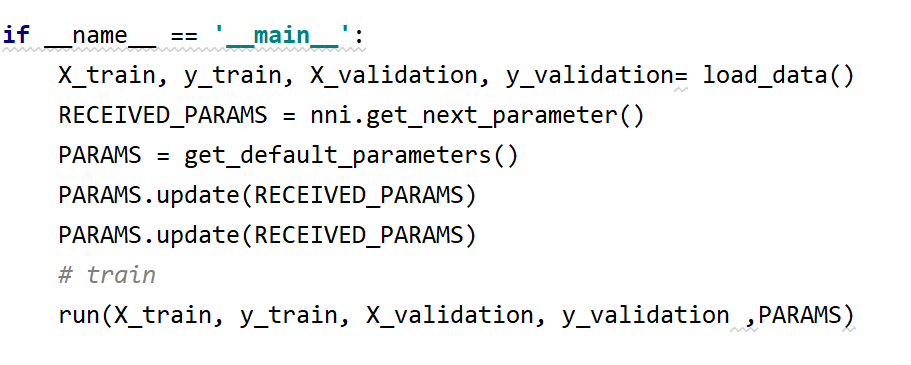 if __name__ == '__main__':
    X_train, y_train, X_validation, y_validation= load_data()
    RECEIVED_PARAMS = nni.get_next_parameter()
    PARAMS = get_default_parameters()
    PARAMS.update(RECEIVED_PARAMS)
    PARAMS.update(RECEIVED_PARAMS)
    # train
    run(X_train, y_train, X_validation, y_validation ,PARAMS)